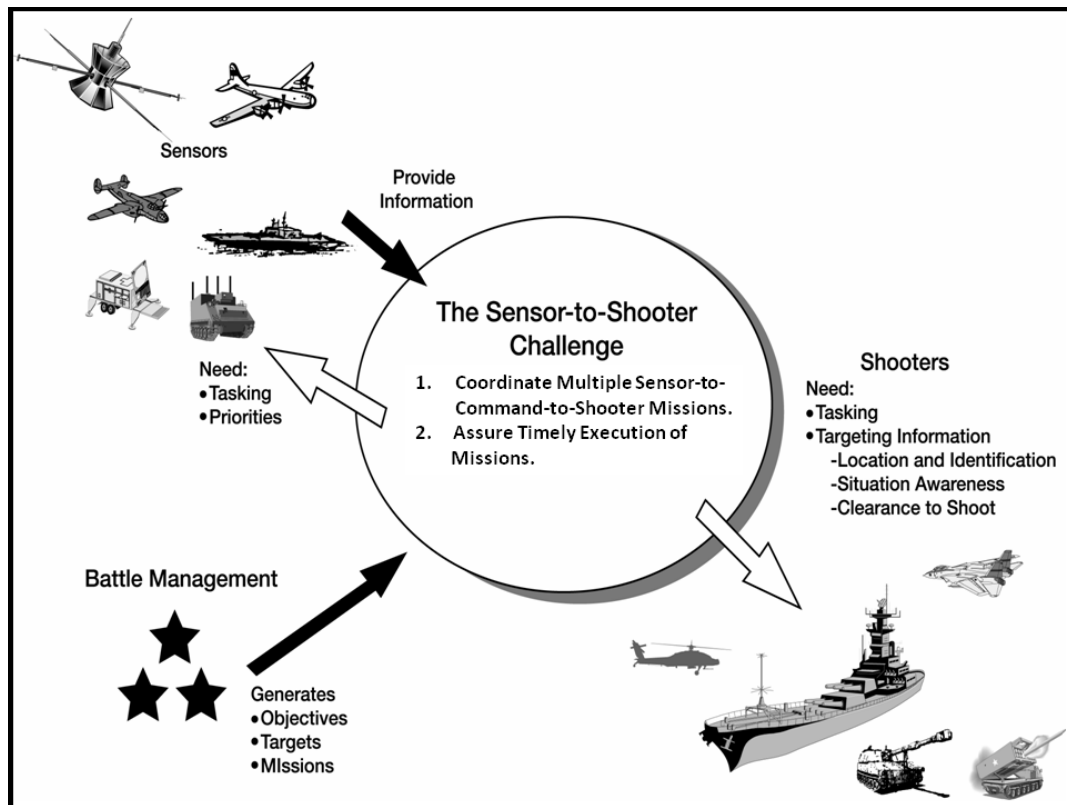 Sensors
Provide
Information
The Sensor-to-Shooter
Challenge
1. Coordinate Multiple Sensor-to-
Command-to-Shooter Missions.
2. Assure Timely Execution of
Missions.
Need:
•Tasking
•Priorities
Shooters
Need:
•Tasking
•Targeting Information
-Location and Identification
-Situation Awareness
-Clearance to Shoot
Battle Management
Generates
•Objectives
•Targets
•MIssions
1